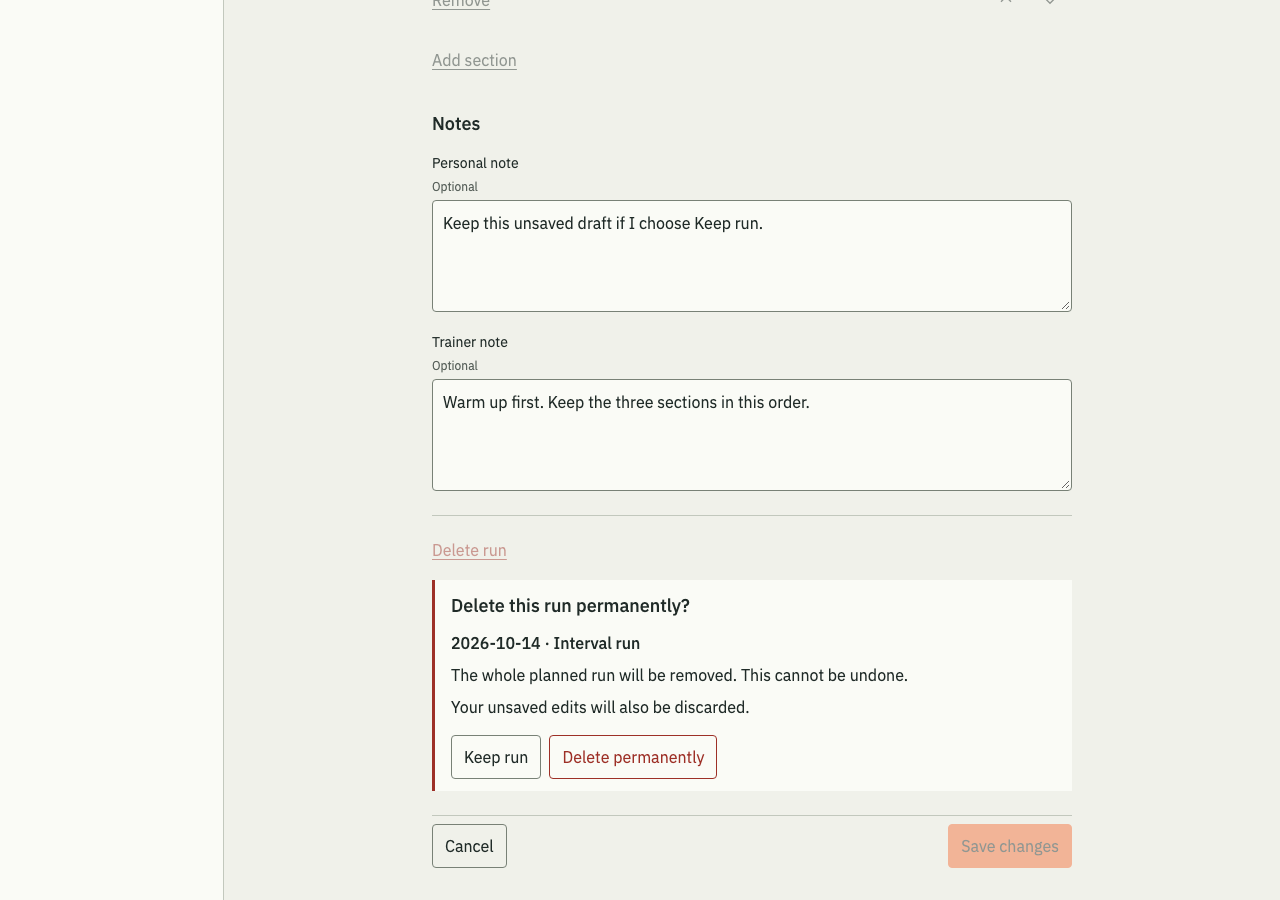 Remove
Add section
Notes
Personal note
Optional
Keep this unsaved draft if I choose Keep run.
Trainer note
Optional
Warm up first. Keep the three sections in this order.
Delete run
Delete this run permanently?
2026-10-14 · Interval run
The whole planned run will be removed. This cannot be undone.
Your unsaved edits will also be discarded.
Keep run
Delete permanently
Cancel
Save changes